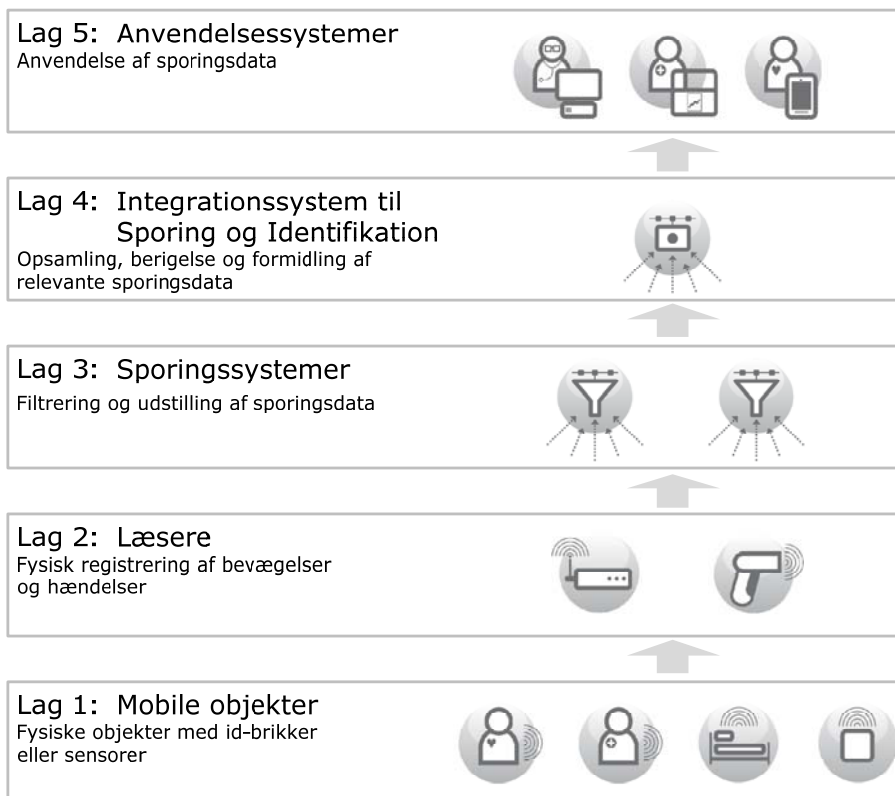 Lag 5: Anvendelsessystemer
Anvendelse af sporingsdata
Lag 4: Integrationssystem til
Sporing og Identifikation
Opsamling, berigelse og formidling af
relevante sporingsdata
Lag 3: Sporingssystemer
Filtrering og udstilling af sporingsdata
Lag 2: Læsere
Fysisk registrering af bevægelser
og hændelser
Lag 1: Mobile objekter
Fysiske objekter med id-brikker
eller sensorer